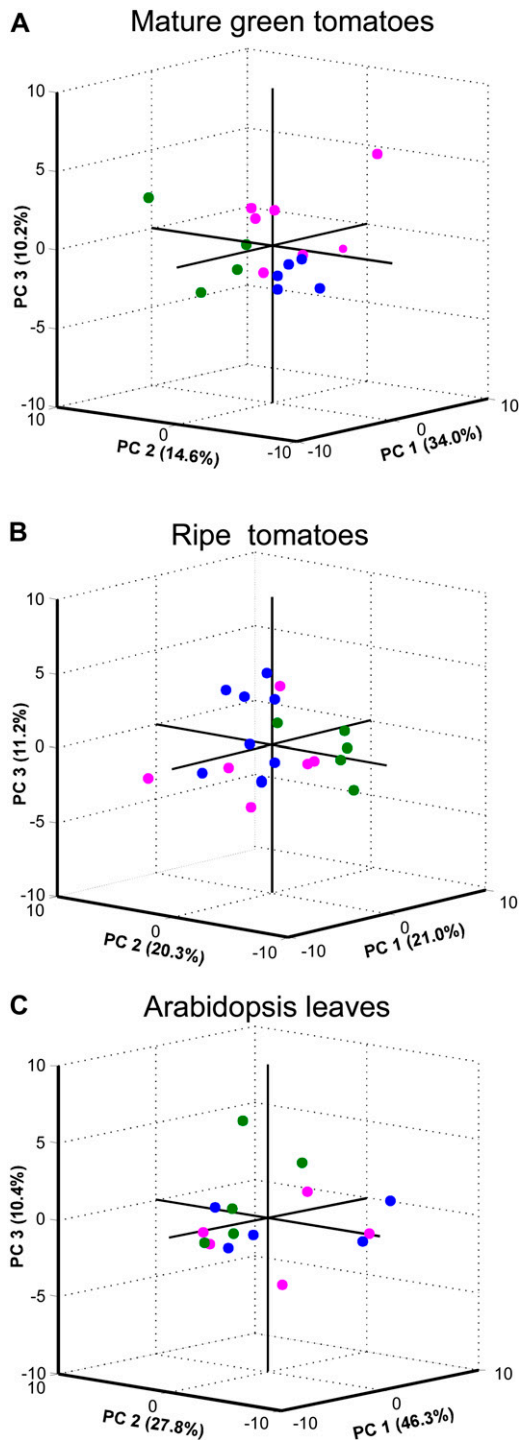 A Mature green tomatoes
10
5
0
-5
-10
PC 3 (10.2%)
10
0
-10
PC 2 (14.6%)
-10
0
10
PC 1 (34.0%)
B Ripe tomatoes
10
5
0
-5
-10
PC 3 (11.2%)
10
0
-10
PC 2 (20.3%)
-10
0
10
PC 1 (21.0%)
C Arabidopsis leaves
10
5
0
-5
-10
PC 3 (10.4%)
10
0
-10
PC 2 (27.8%)
-10
0
10
PC 1 (46.3%)